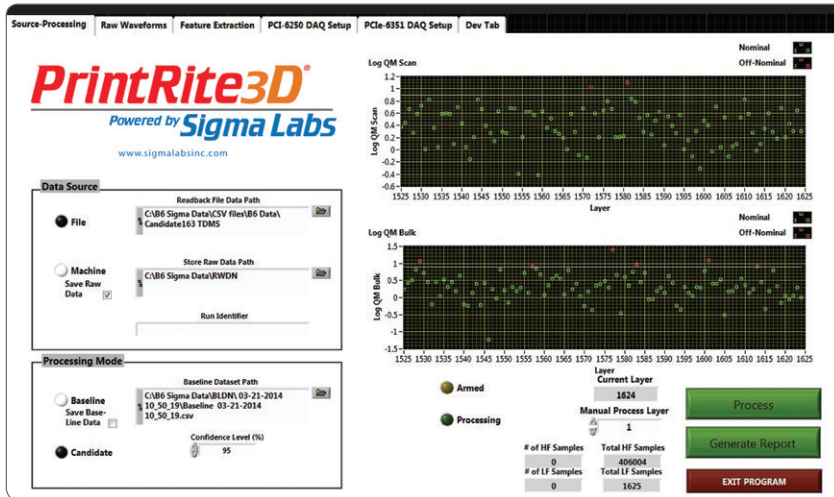 Source-Processing Raw Waveforms Feature Extraction PCI-6250 DAQ Setup PCIe-6351 DAQ Setup Dev Tab
PrintRite3D®
Powered by Sigma Labs
www.sigmalabsinc.com
Data Source
Readback File Data Path
File
C:\B6 Sigma Data\CSV files\B6 Data\
Candidate163 TDMS
Machine
Save Raw
Data
Store Raw Data Path
C:\B6 Sigma Data\RWDN
Run Identifier
Processing Mode
Baseline Dataset Path
Baseline
Save Base-
Line Data
C:\B6 Sigma Data\BLDN\ 03-21-2014
10_50_19\Baseline 03-21-2014
10_50_19.csv
Candidate
Confidence Level (%)
95
Nominal
Off-Nominal
Log QM Scan
Log QM Scan
1.2
1
0.8
0.6
0.4
0.2
0
-0.2
-0.4
-0.6
1525 1530 1535 1540 1545 1550 1555 1560 1565 1570 1575 1580 1585 1590 1595 1600 1605 1610 1615 1620 1625
Layer
Nominal
Off-Nominal
Log QM Bulk
Log QM Bulk
1.5
1
0.5
0
-0.5
-1
-1.5
1525 1530 1535 1540 1545 1550 1555 1560 1565 1570 1575 1580 1585 1590 1595 1600 1605 1610 1615 1620 1625
Layer
Armed
Processing
Current Layer
1624
Manual Process Layer
1
# of HF Samples Total HF Samples
0 406004
# of LF Samples Total LF Samples
0 1625
Process
Generate Report
EXIT PROGRAM